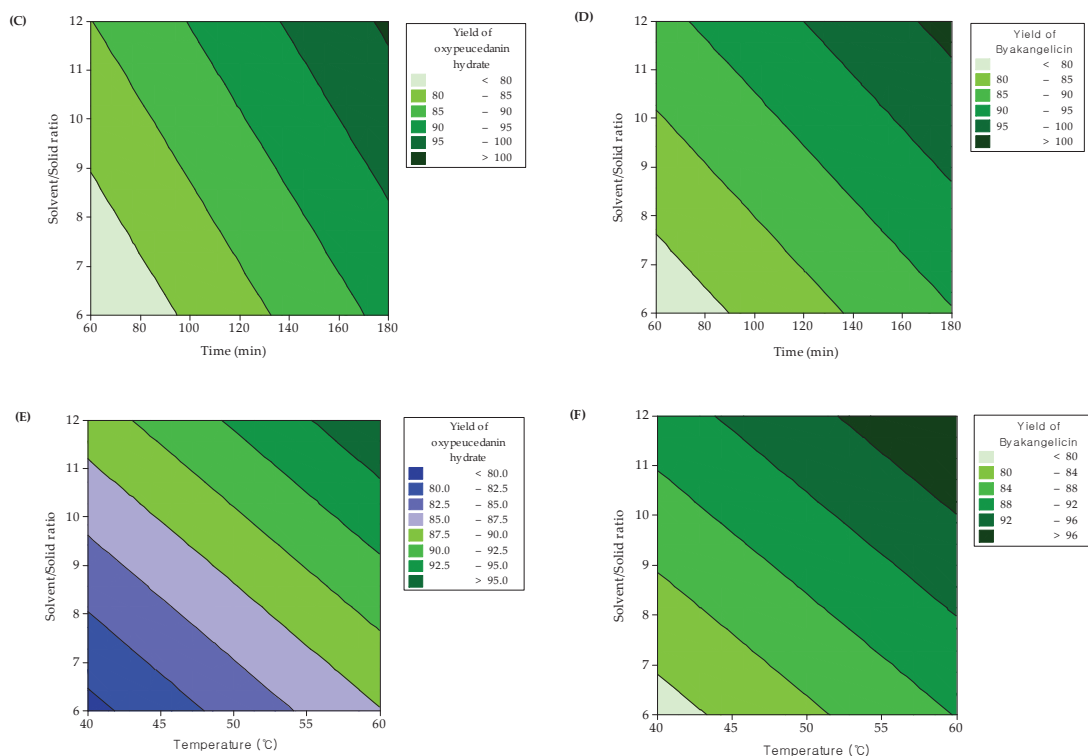 (C)
Yield of
oxypeucedanin
hydrate
< 80
80 – 85
85 – 90
90 – 95
95 – 100
> 100
12
11
10
9
8
7
6
Solvent/Solid ratio
60 80 100 120 140 160 180
Time (min)
(D)
Yield of
Byakangelicin
< 80
80 – 85
85 – 90
90 – 95
95 – 100
> 100
12
11
10
9
8
7
6
Solvent/Solid ratio
60 80 100 120 140 160 180
Time (min)
(E)
Yield of
oxypeucedanin
hydrate
< 80.0
80.0 – 82.5
82.5 – 85.0
85.0 – 87.5
87.5 – 90.0
90.0 – 92.5
92.5 – 95.0
> 95.0
12
11
10
9
8
7
6
Solvent/Solid ratio
40 45 50 55 60
Temperature (℃)
(F)
Yield of
Byakangelicin
< 80
80 – 84
84 – 88
88 – 92
92 – 96
> 96
12
11
10
9
8
7
6
Solvent/Solid ratio
40 45 50 55 60
Temperature (℃)